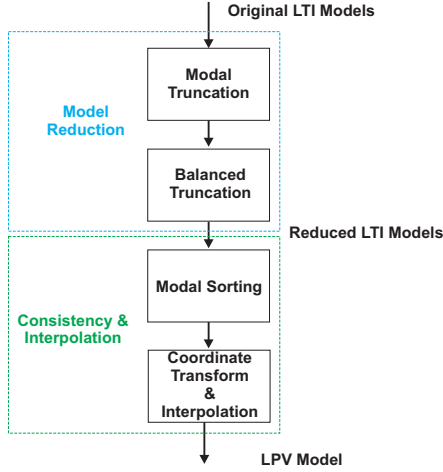 Original LTI Models
Modal
Truncation
Model
Reduction
Balanced
Truncation
Reduced LTI Models
Modal Sorting
Consistency &
Interpolation
Coordinate
Transform
&
Interpolation
LPV Model